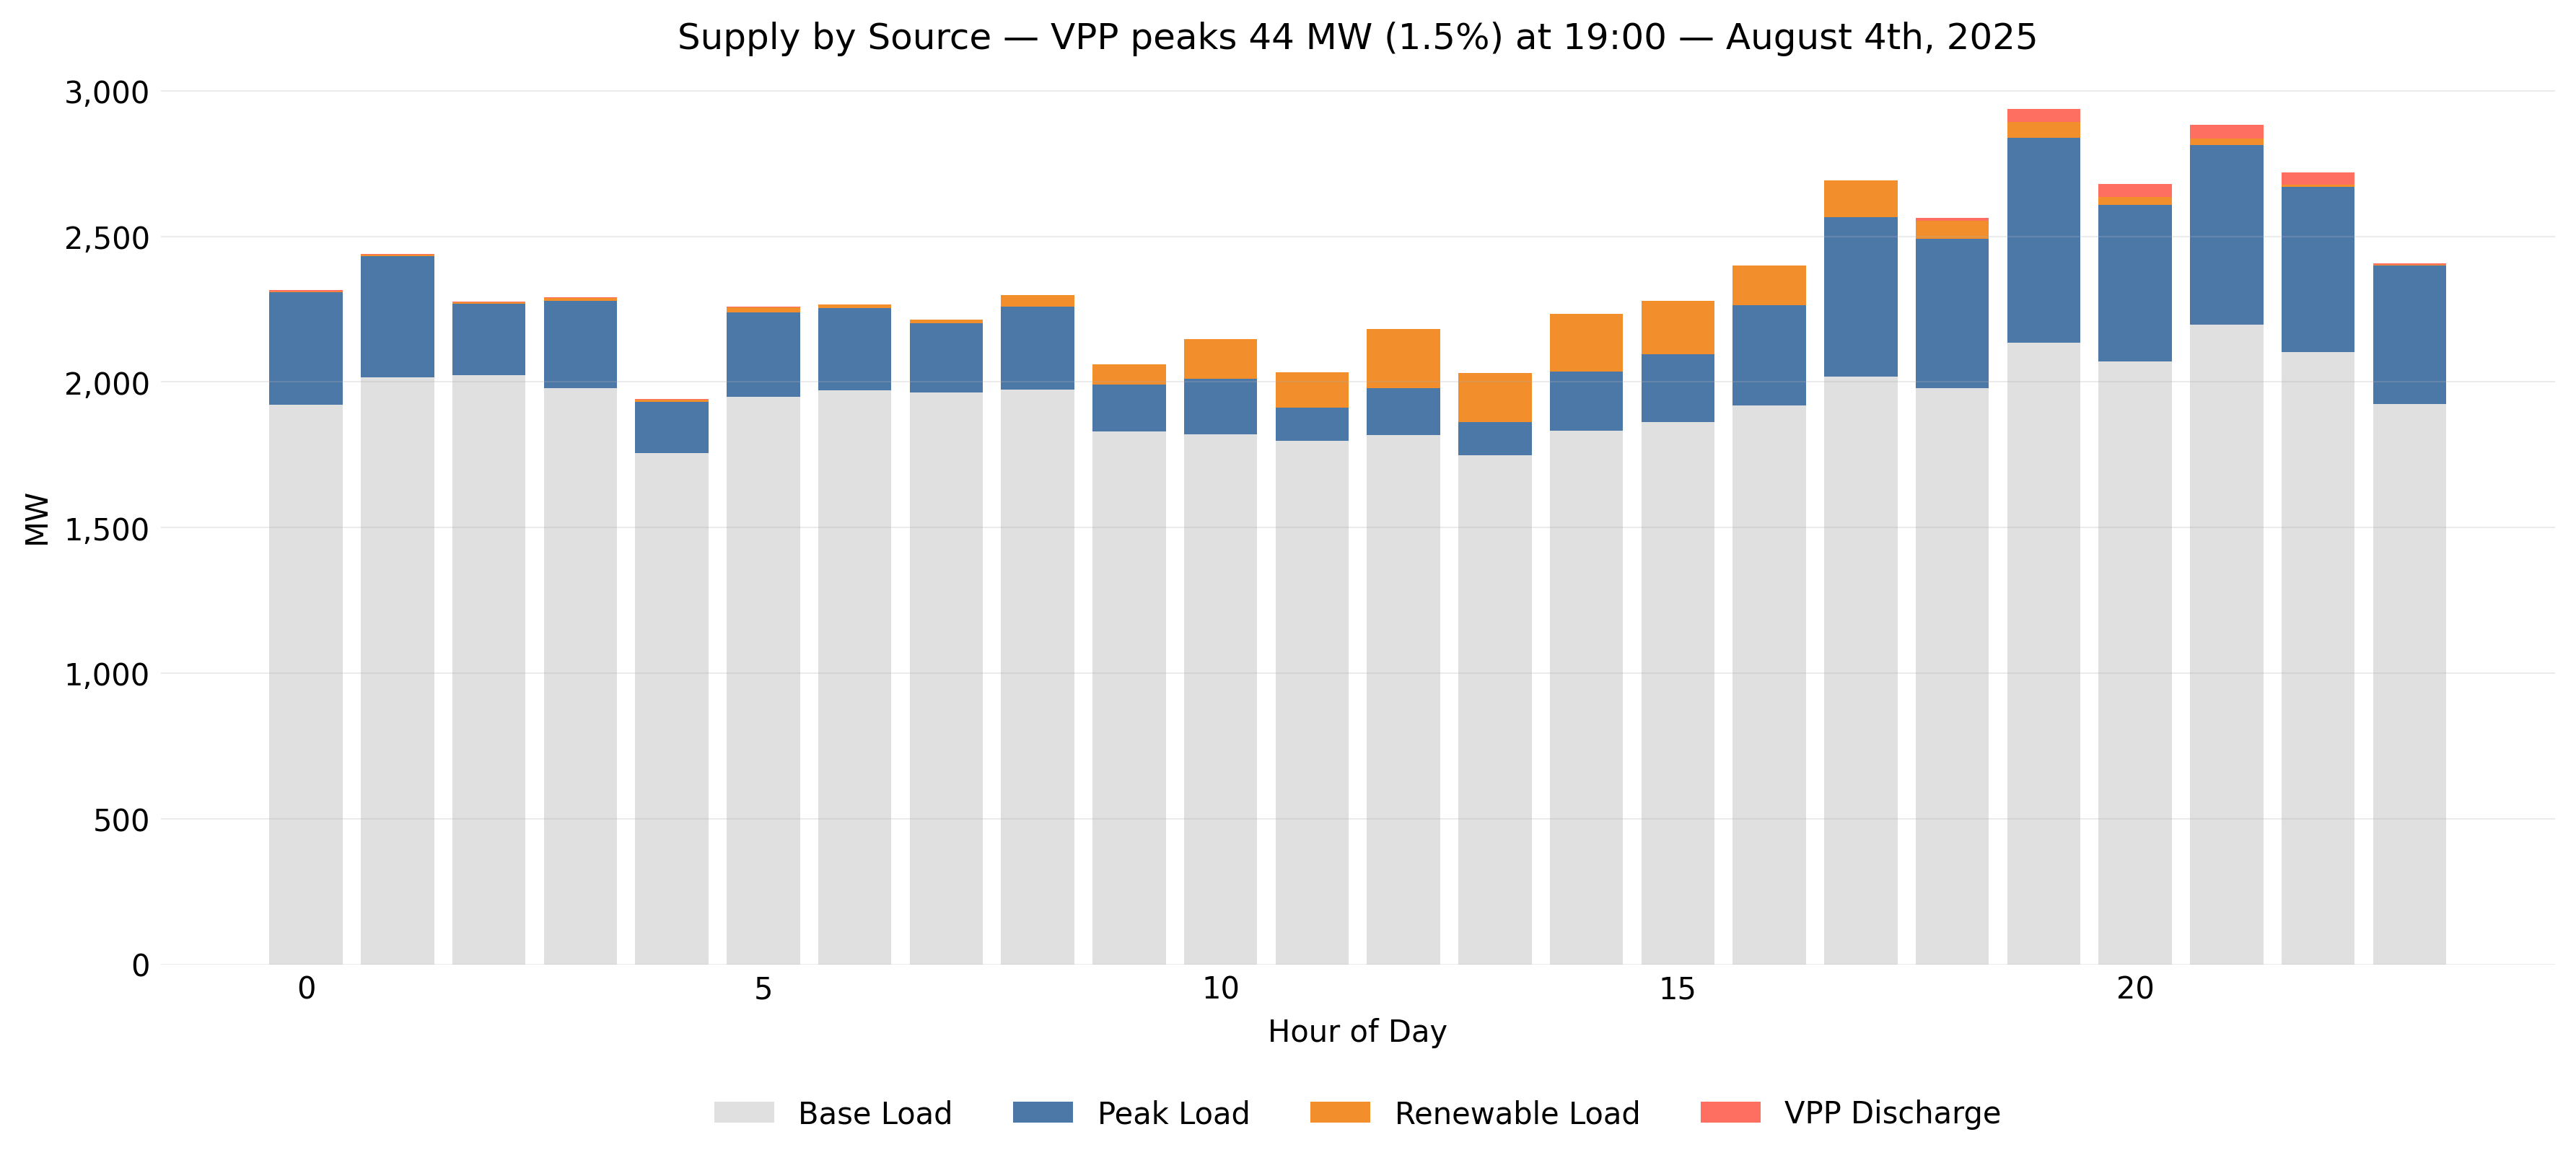 Supply by Source — VPP peaks 44 MW (1.5%) at 19:00 — August 4th, 2025
3,000
2,500
2,000
1,500
1,000
500
0
MW
0 5 10 15 20
Hour of Day
Base Load Peak Load Renewable Load VPP Discharge